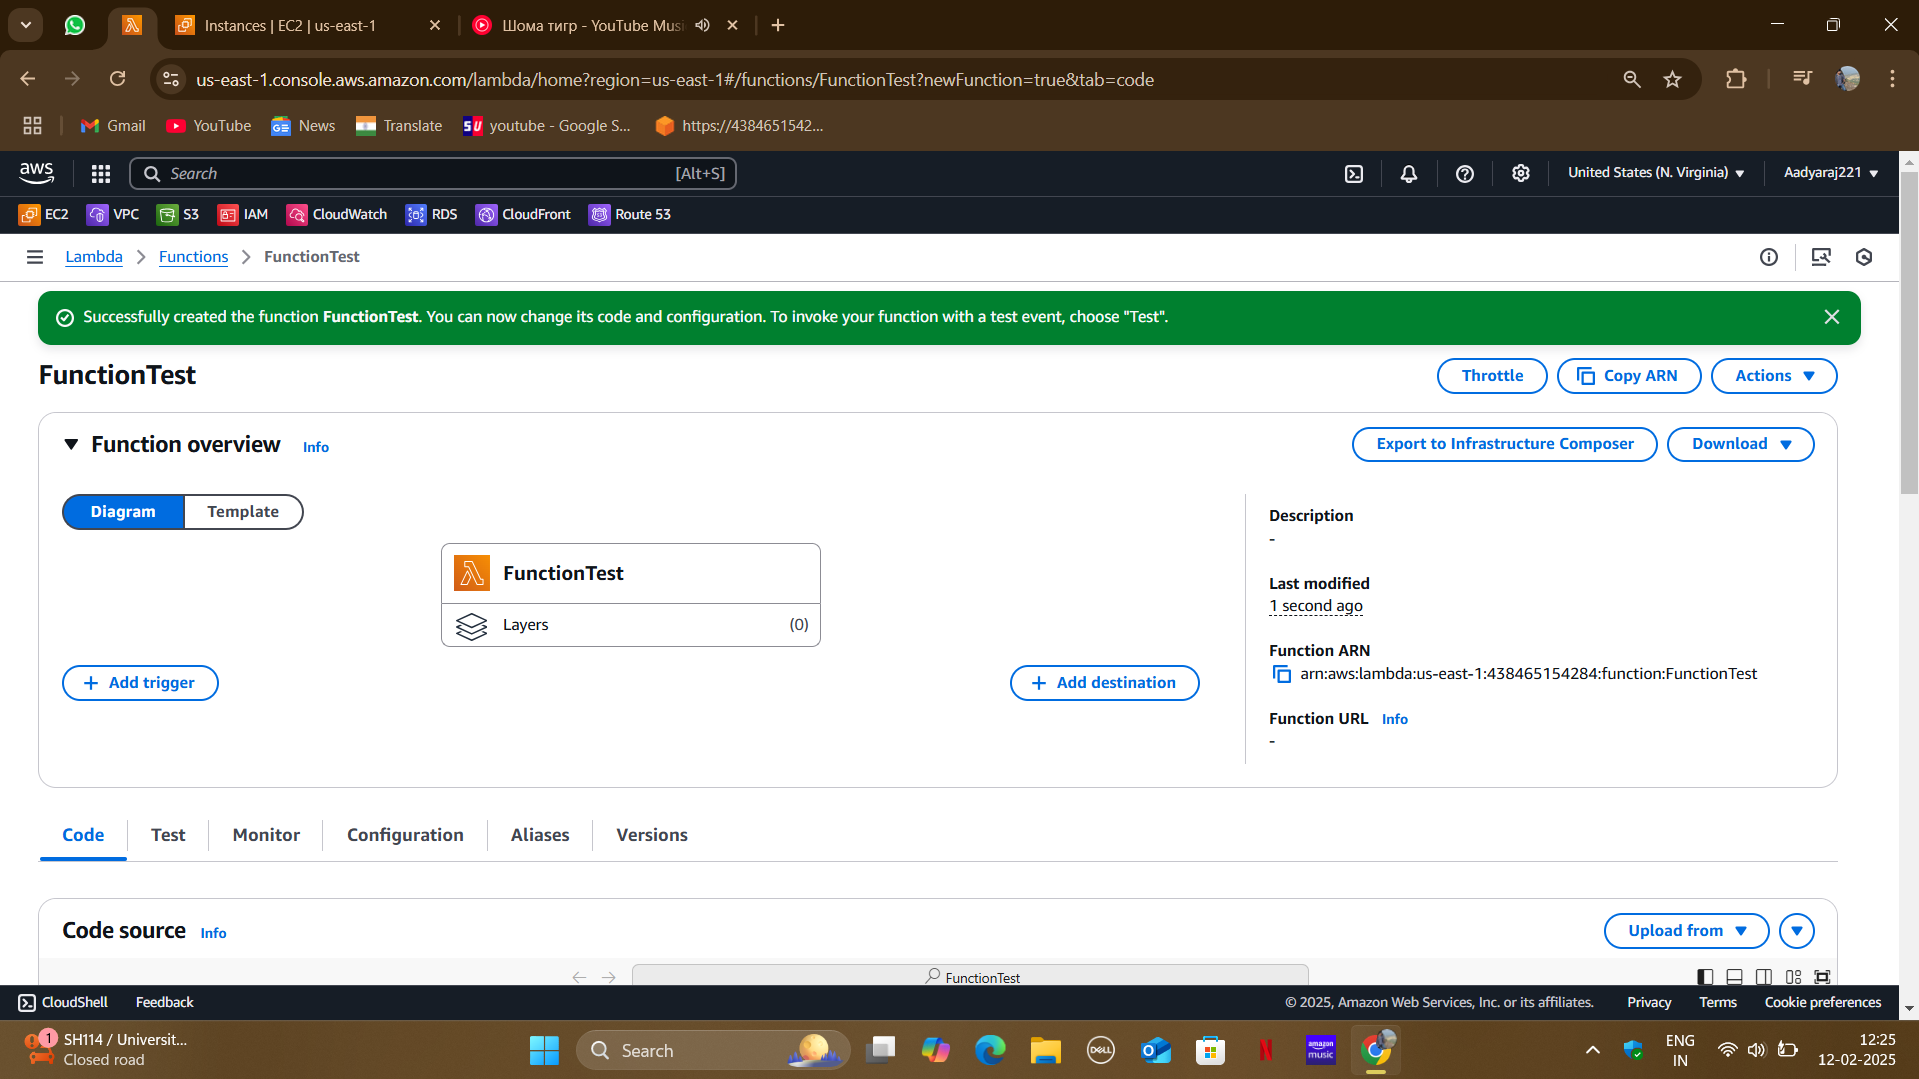 Instances | EC2 | us-east-1
Шома тигр - YouTube Musi
us-east-1.console.aws.amazon.com/lambda/home?region=us-east-1#/functions/FunctionTest?newFunction=true&tab=code
Gmail
YouTube
News
Translate
SU
youtube - Google S...
https://4384651542...
aws
Search
[Alt+S]
United States (N. Virginia)
Aadyaraj221
EC2
VPC
S3
IAM
CloudWatch
RDS
CloudFront
Route 53
Lambda
Functions
FunctionTest
Successfully created the function FunctionTest. You can now change its code and configuration. To invoke your function with a test event, choose "Test".
FunctionTest
Throttle
Copy ARN
Actions
Function overview
Info
Export to Infrastructure Composer
Download
Diagram
Template
Description
-
FunctionTest
Layers
(0)
Last modified
1 second ago
Function ARN
arn:aws:lambda:us-east-1:438465154284:function:FunctionTest
Add trigger
Add destination
Function URL
Info
-
Code
Test
Monitor
Configuration
Aliases
Versions
Code source
Info
Upload from
FunctionTest
CloudShell
Feedback
© 2025, Amazon Web Services, Inc. or its affiliates.
Privacy
Terms
Cookie preferences
1
SH114 / Universit...
Closed road
Search
DELL
amazon
music
ENG
IN
12:25
12-02-2025